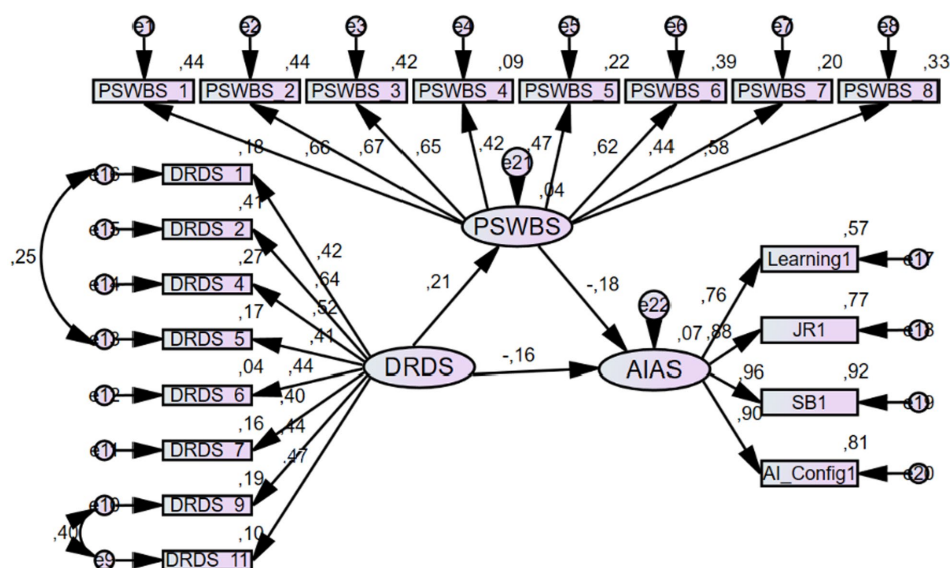 e1 e2 e3 e4 e5 e6 e7 e8
,44 ,44 ,42 ,09 ,22 ,39 ,20 ,33
PSWBS_1 PSWBS_2 PSWBS_3 PSWBS_4 PSWBS_5 PSWBS_6 PSWBS_7 PSWBS_8
,66 ,67 ,65 ,42 ,47 ,62 ,44 ,58
e21
,04
PSWBS
,18
e16 DRDS_1
,41
e15 DRDS_2
,27
e14 DRDS_4
,17
e13 DRDS_5
,04
e12 DRDS_6
e11 DRDS_7
,16
,19
e10 DRDS_9
,10
e9 DRDS_11
,25
,40
,42
,64
,52
,41
,44
,40
,44
,47
DRDS
,21
-,18
-,16
e22
,07
AIAS
,76
,88
,96
,90
,57
Learning1 e17
,77
JR1 e18
,92
SB1 e19
,81
AI_Config1 e20